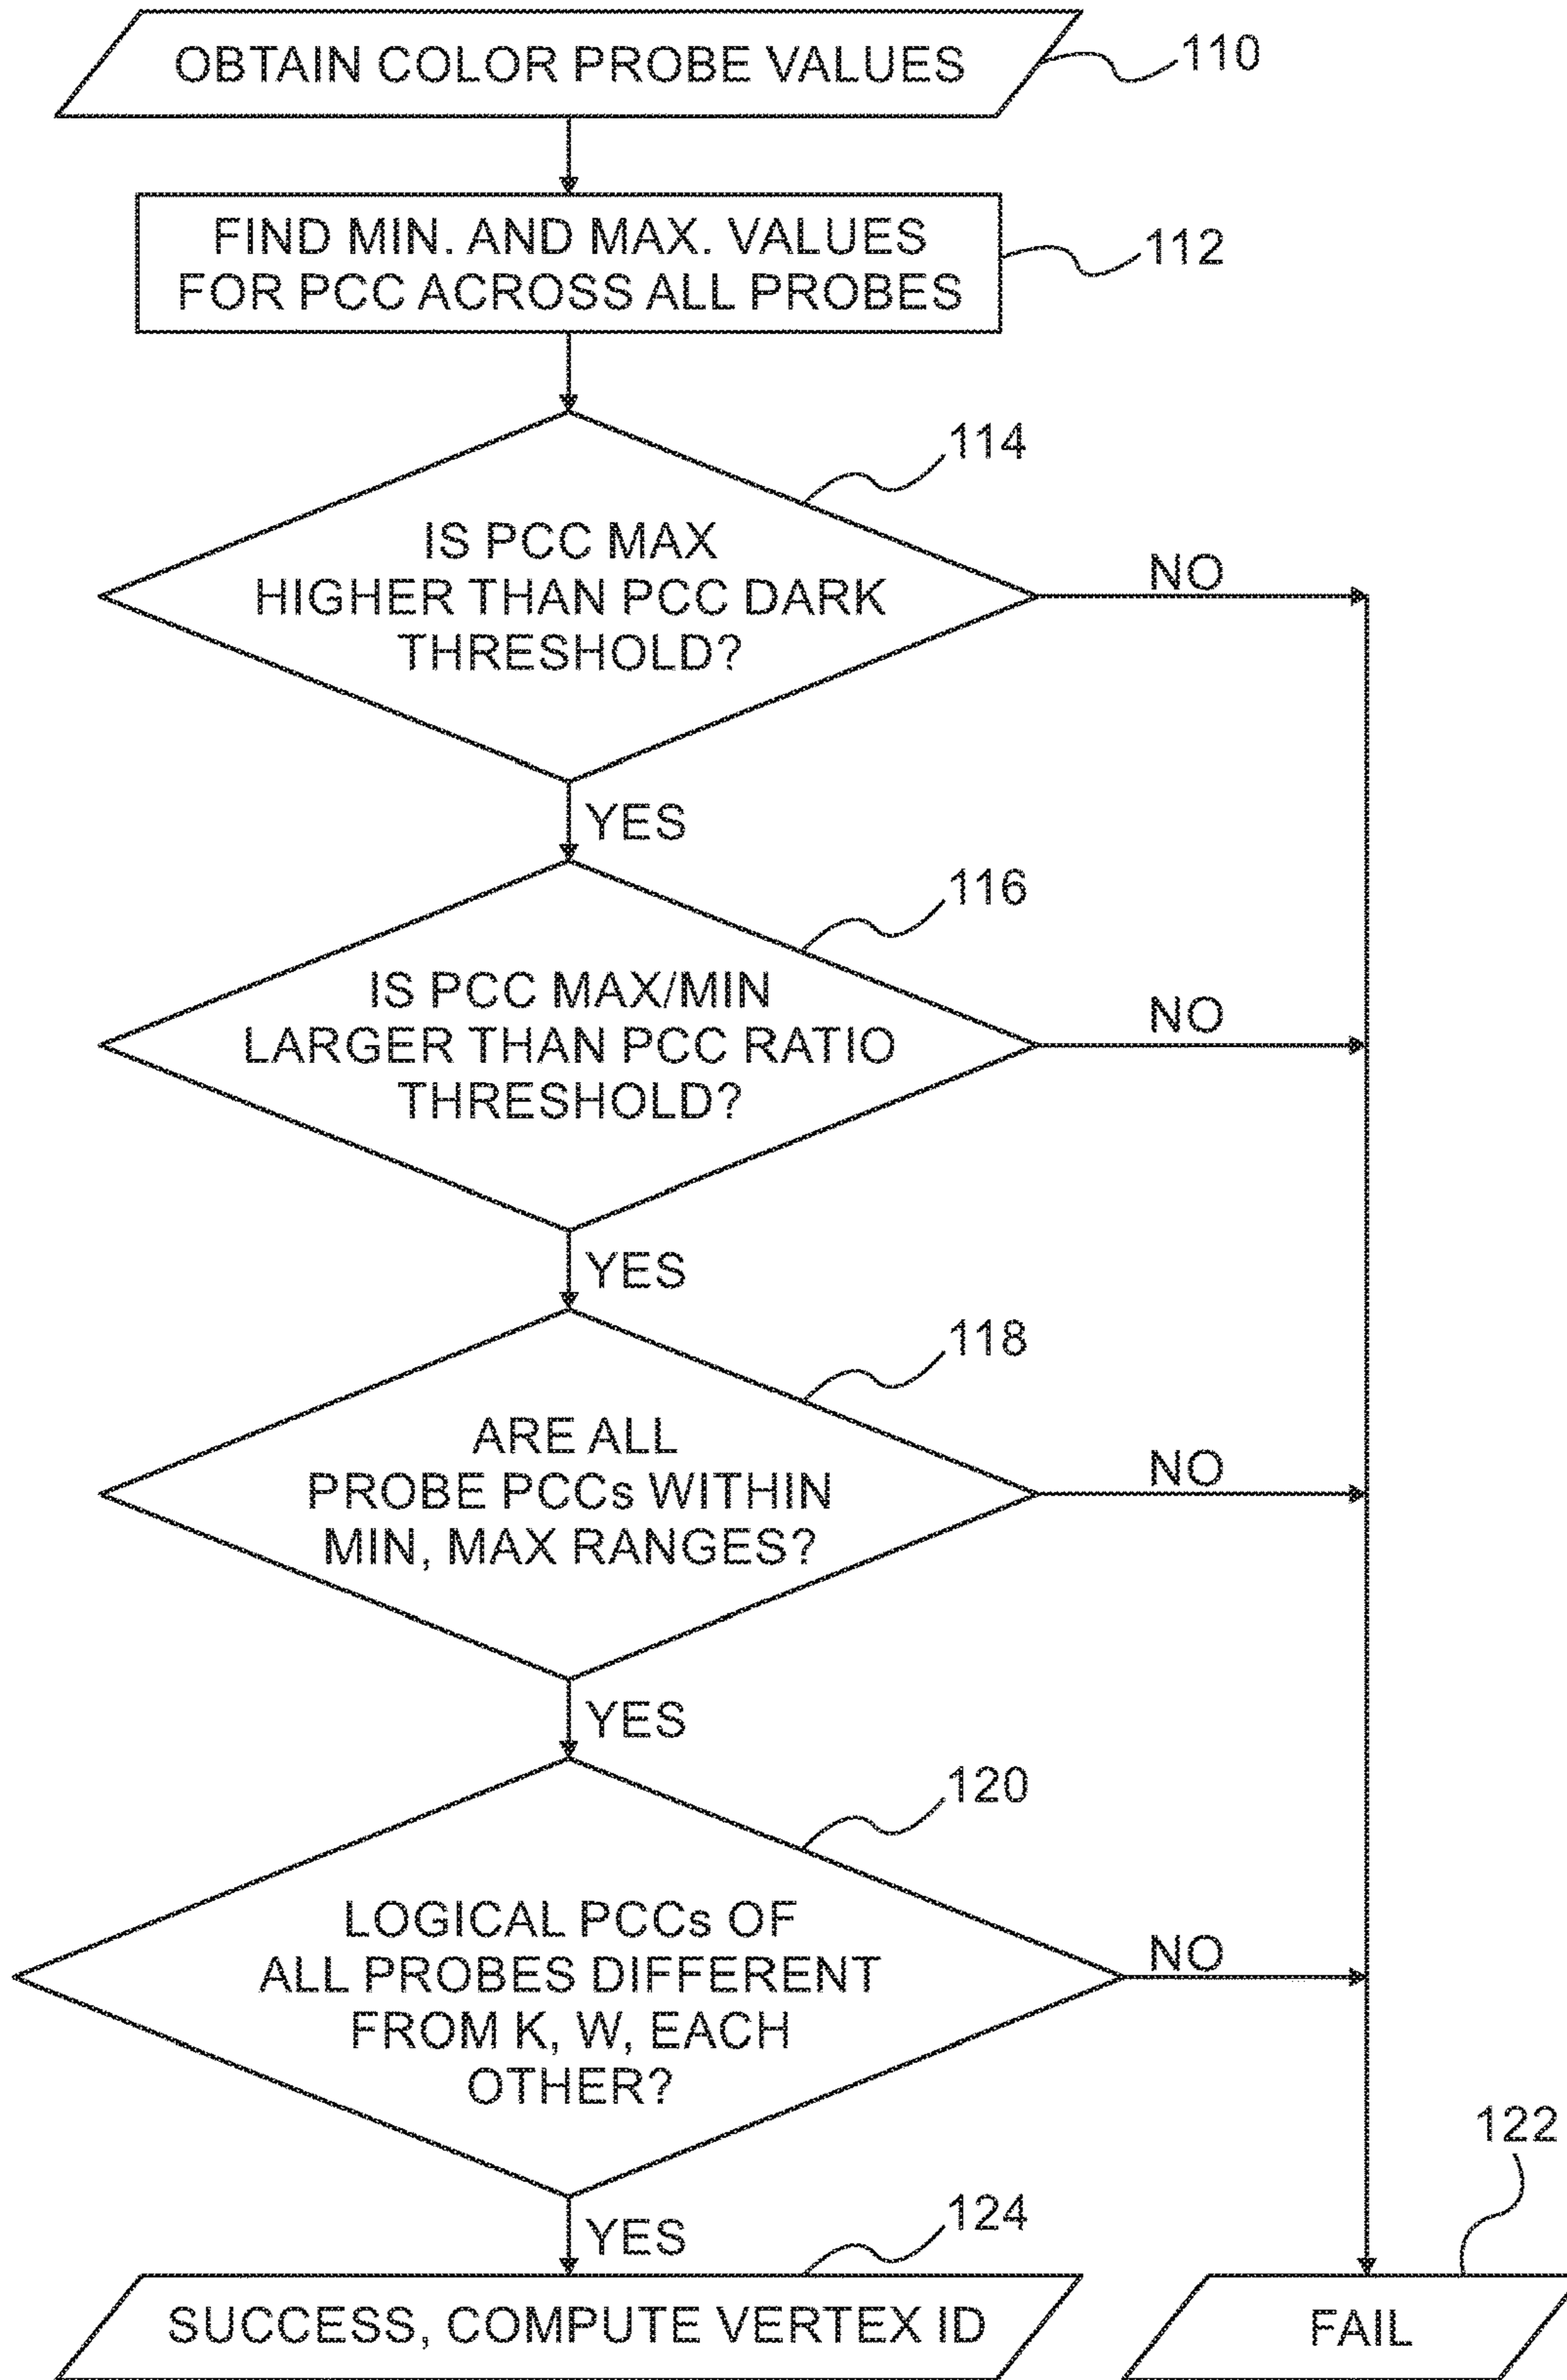 OBTAIN COLOR PROBE VALUES
110
FIND MIN. AND MAX. VALUES
FOR PCC ACROSS ALL PROBES
112
114
IS PCC MAX
HIGHER THAN PCC DARK
THRESHOLD?
NO
YES
116
IS PCC MAX/MIN
LARGER THAN PCC RATIO
THRESHOLD?
NO
YES
118
ARE ALL
PROBE PCCs WITHIN
MIN, MAX RANGES?
NO
YES
120
LOGICAL PCCs OF
ALL PROBES DIFFERENT
FROM K, W, EACH
OTHER?
NO
YES
122
124
SUCCESS, COMPUTE VERTEX ID
FAIL